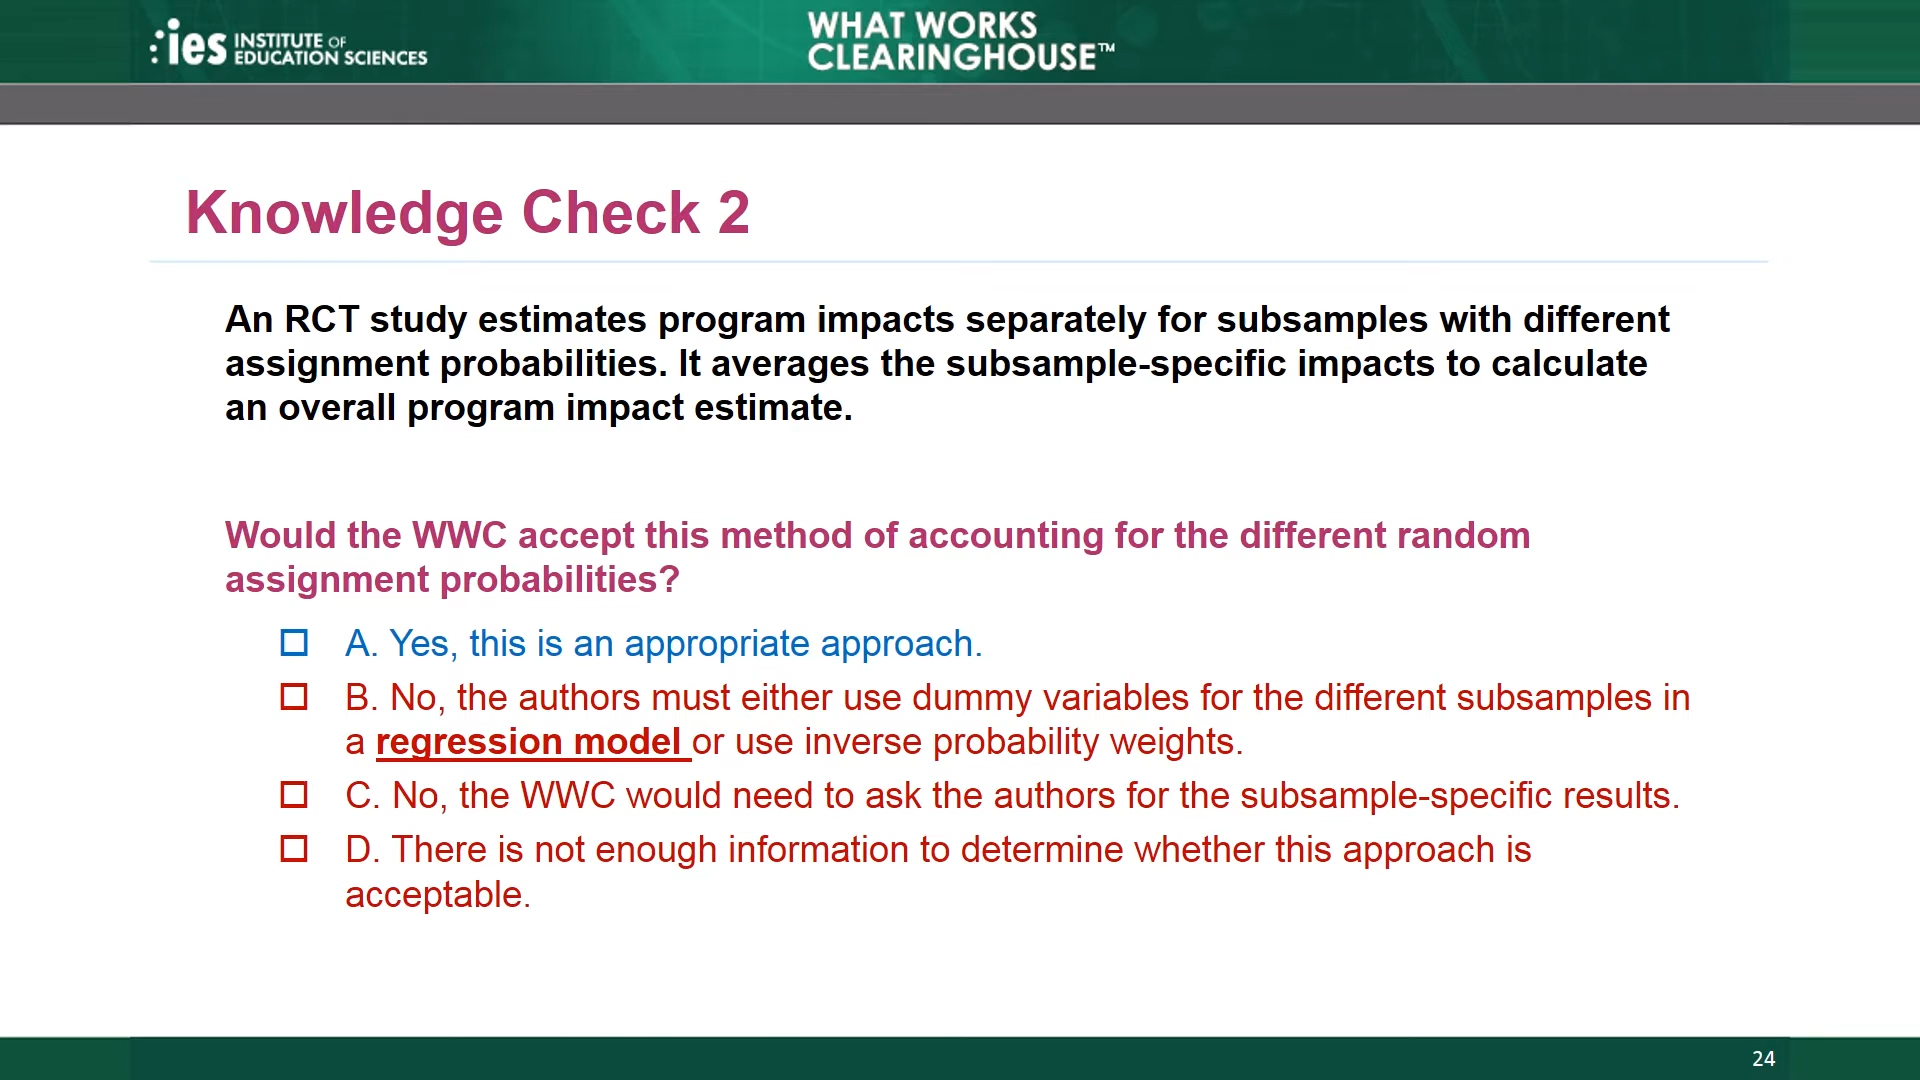 ies INSTITUTE OF
EDUCATION SCIENCES
WHAT WORKS
CLEARINGHOUSE™
Knowledge Check 2
An RCT study estimates program impacts separately for subsamples with different
assignment probabilities. It averages the subsample-specific impacts to calculate
an overall program impact estimate.
Would the WWC accept this method of accounting for the different random
assignment probabilities?
A. Yes, this is an appropriate approach.
B. No, the authors must either use dummy variables for the different subsamples in
a regression model or use inverse probability weights.
C. No, the WWC would need to ask the authors for the subsample-specific results.
D. There is not enough information to determine whether this approach is
acceptable.
24